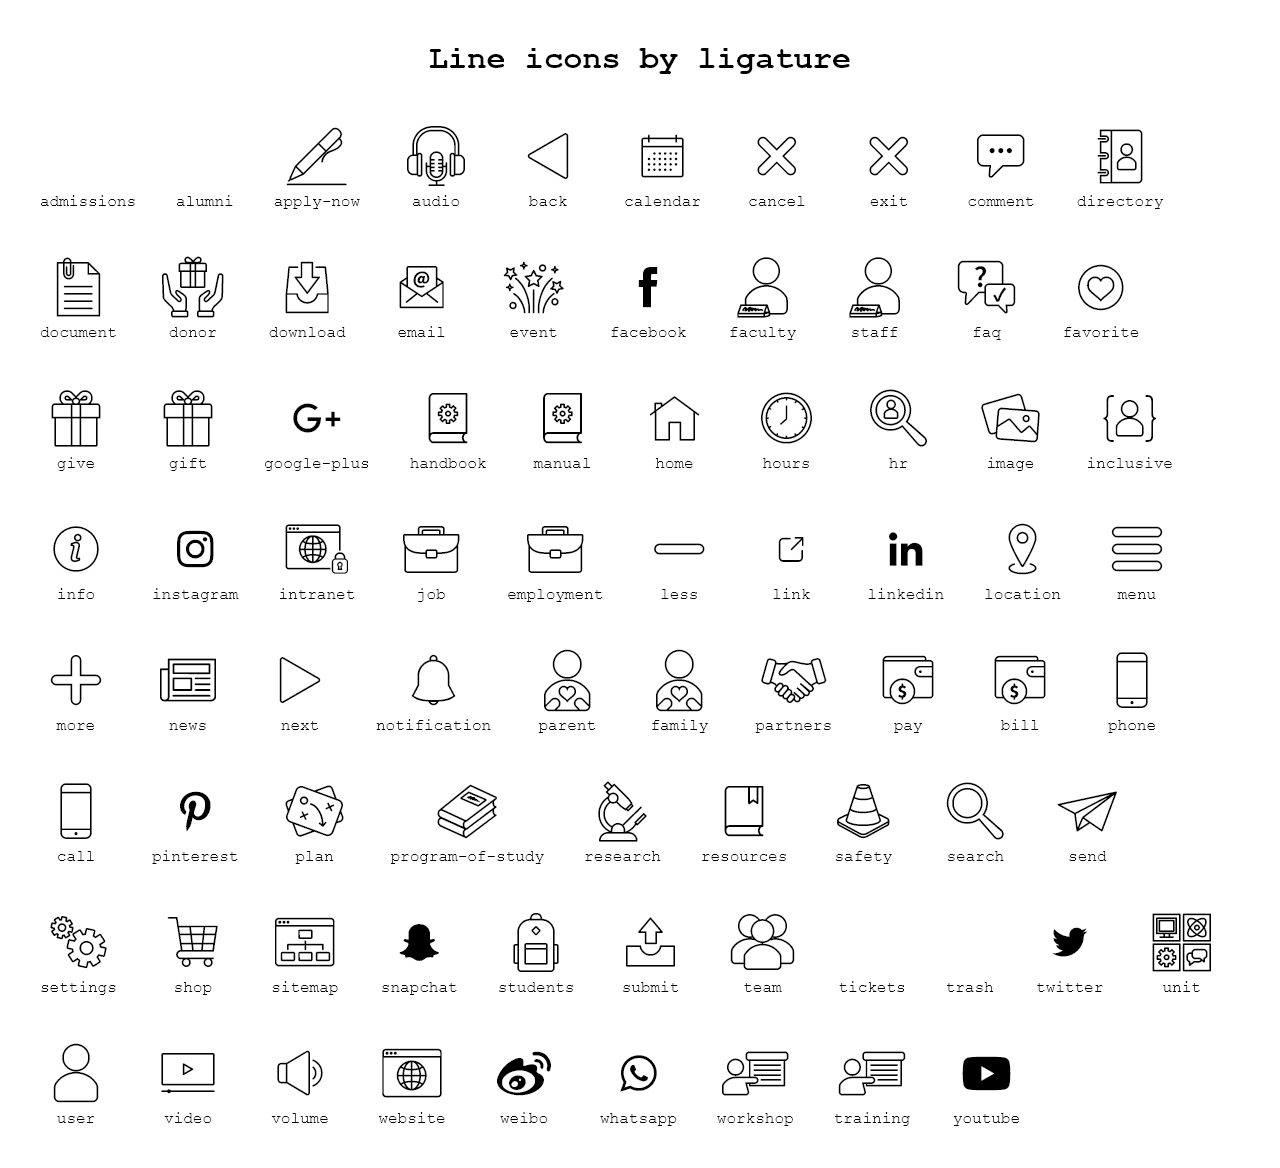 Line icons by ligature
admissions alumni apply-now audio back calendar cancel exit comment directory
document donor download email event facebook faculty staff faq favorite
give gift google-plus handbook manual home hours hr image inclusive
info instagram intranet job employment less link linkedin location menu
more news next notification parent family partners pay bill phone
call pinterest plan program-of-study research resources safety search send
settings shop sitemap snapchat students submit team tickets trash twitter unit
user video volume website weibo whatsapp workshop training youtube